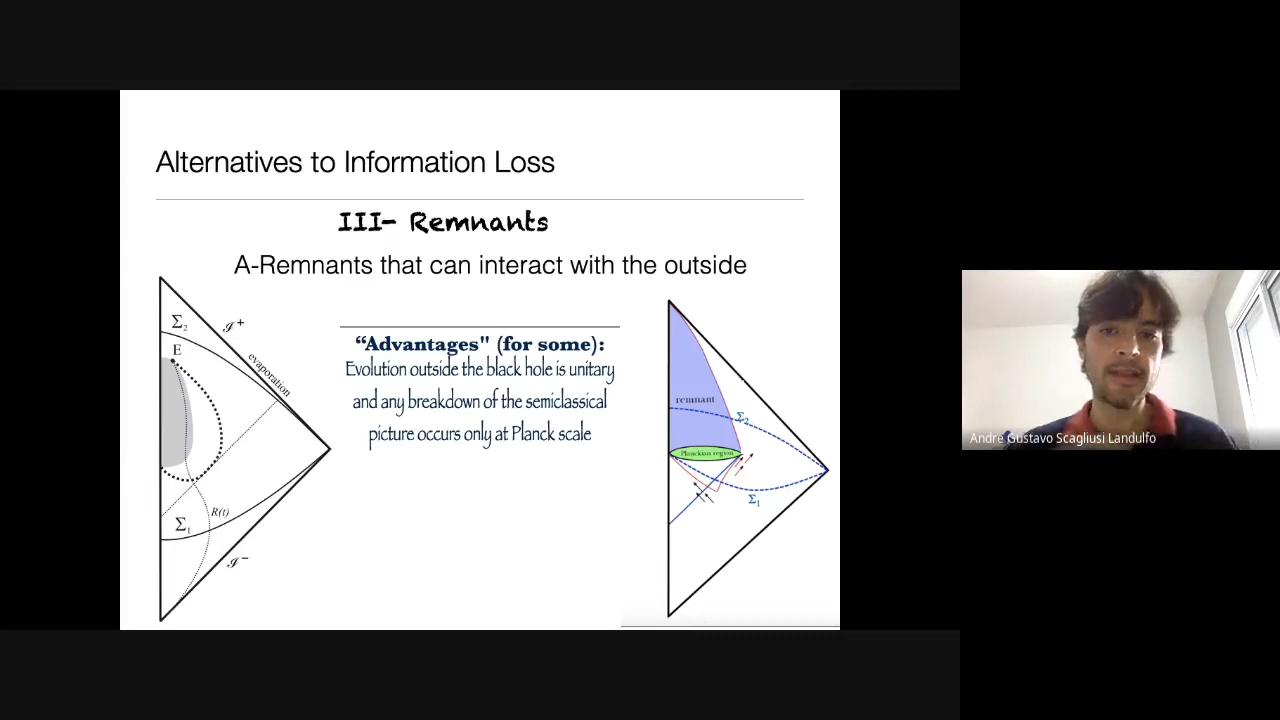 Alternatives to Information Loss
III- Remnants
A-Remnants that can interact with the outside
Σ2
𝓘+
E
evaporation
R(t)
Σ1
𝓘−
“Advantages" (for some):
Evolution outside the black hole is unitary
and any breakdown of the semiclassical
picture occurs only at Planck scale
remnant
Σ2
Planckian region
Σ1
Andre Gustavo Scagliusi Landulfo